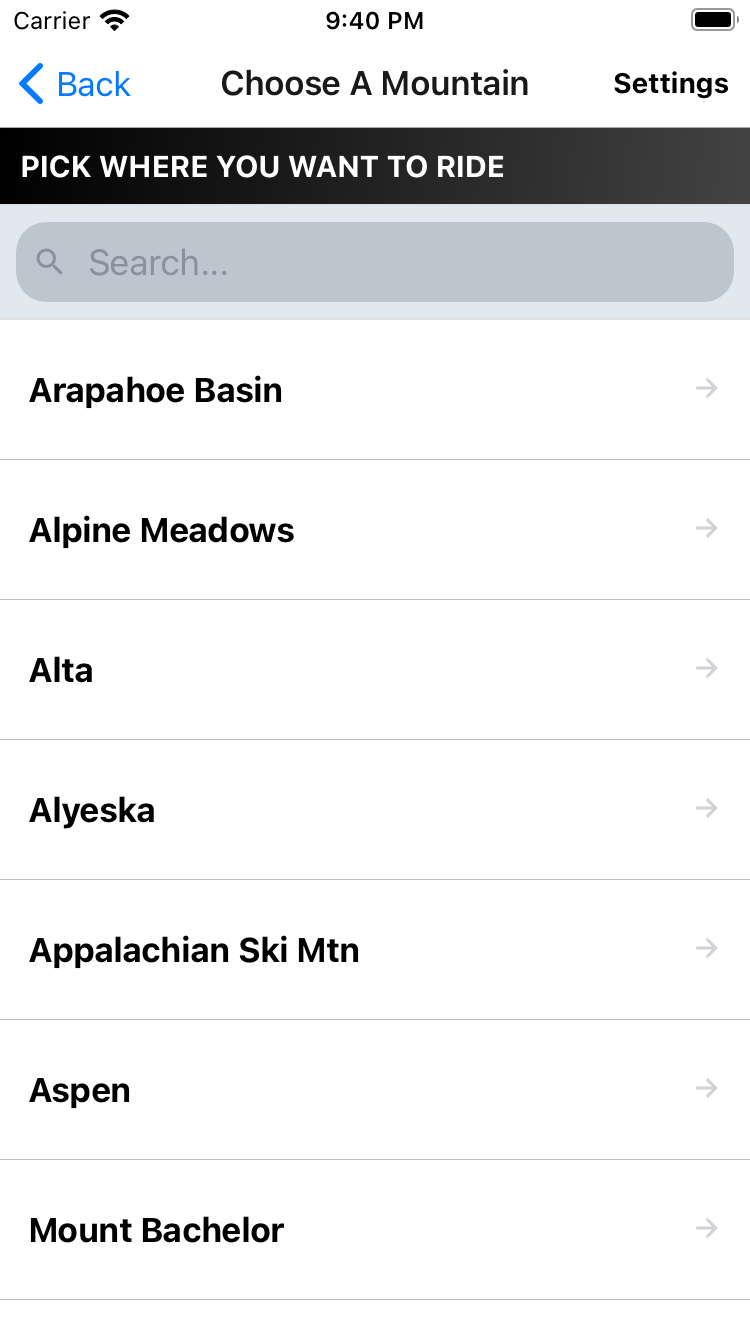 Carrier 9:40 PM
Back Choose A Mountain Settings
PICK WHERE YOU WANT TO RIDE
Search...
Arapahoe Basin
Alpine Meadows
Alta
Alyeska
Appalachian Ski Mtn
Aspen
Mount Bachelor